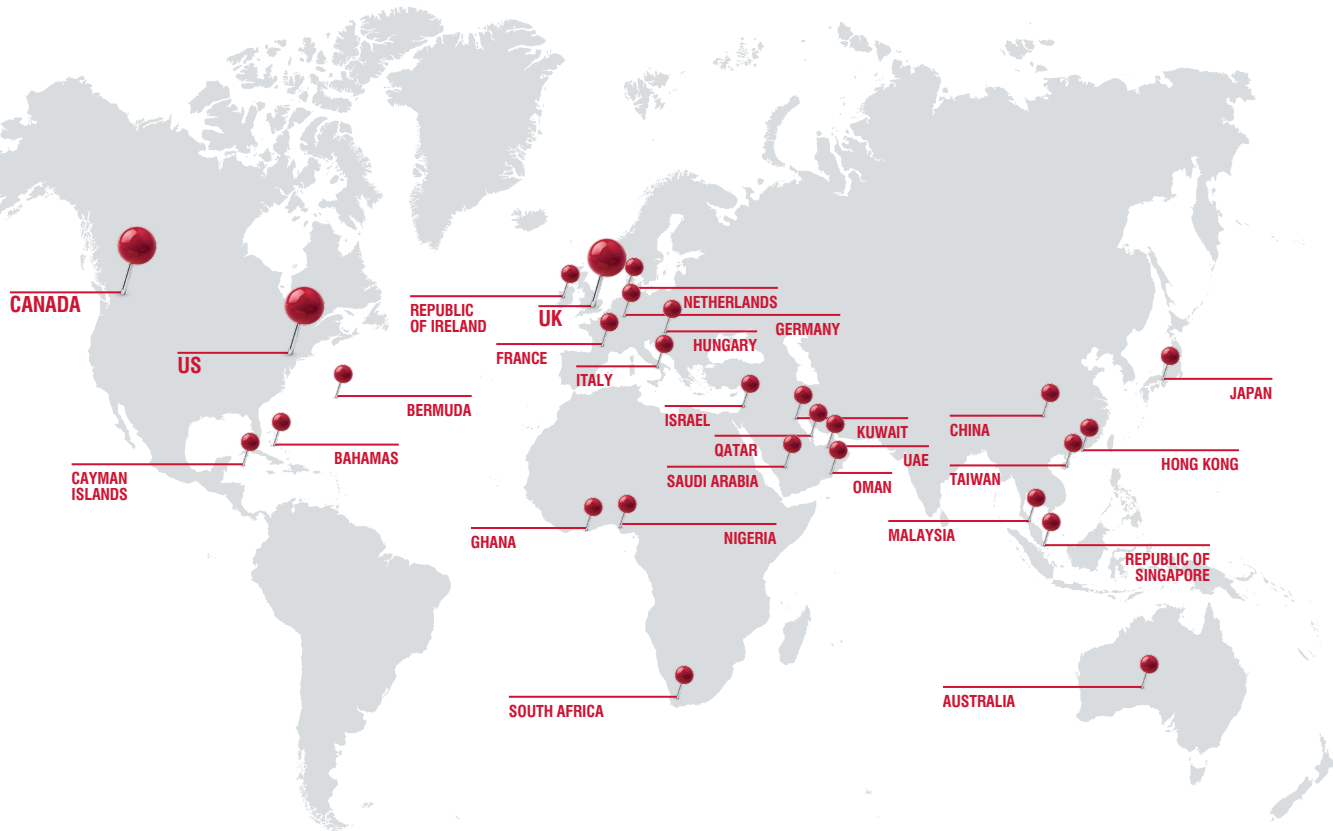 CANADA
US
BERMUDA
BAHAMAS
CAYMAN
ISLANDS
REPUBLIC
OF IRELAND
UK
NETHERLANDS
GERMANY
FRANCE
HUNGARY
ITALY
ISRAEL
KUWAIT
QATAR
UAE
SAUDI ARABIA
OMAN
GHANA
NIGERIA
SOUTH AFRICA
JAPAN
CHINA
HONG KONG
TAIWAN
MALAYSIA
REPUBLIC OF
SINGAPORE
AUSTRALIA